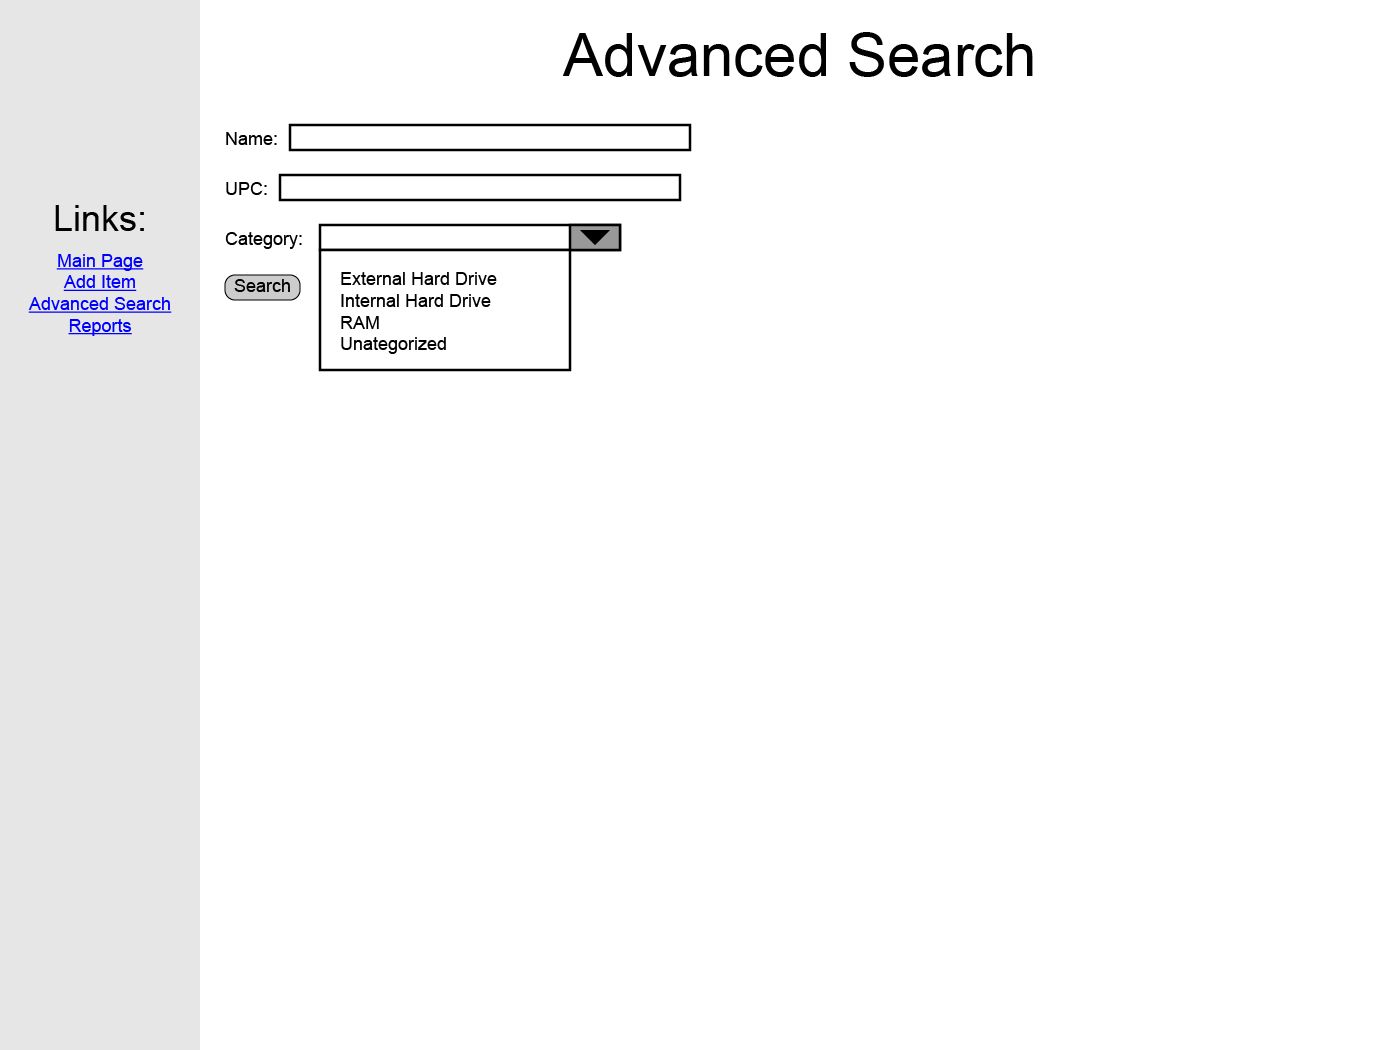 Advanced Search
Name:
UPC:
Category:
External Hard Drive
Internal Hard Drive
RAM
Unategorized
Search
Links:
Main Page
Add Item
Advanced Search
Reports